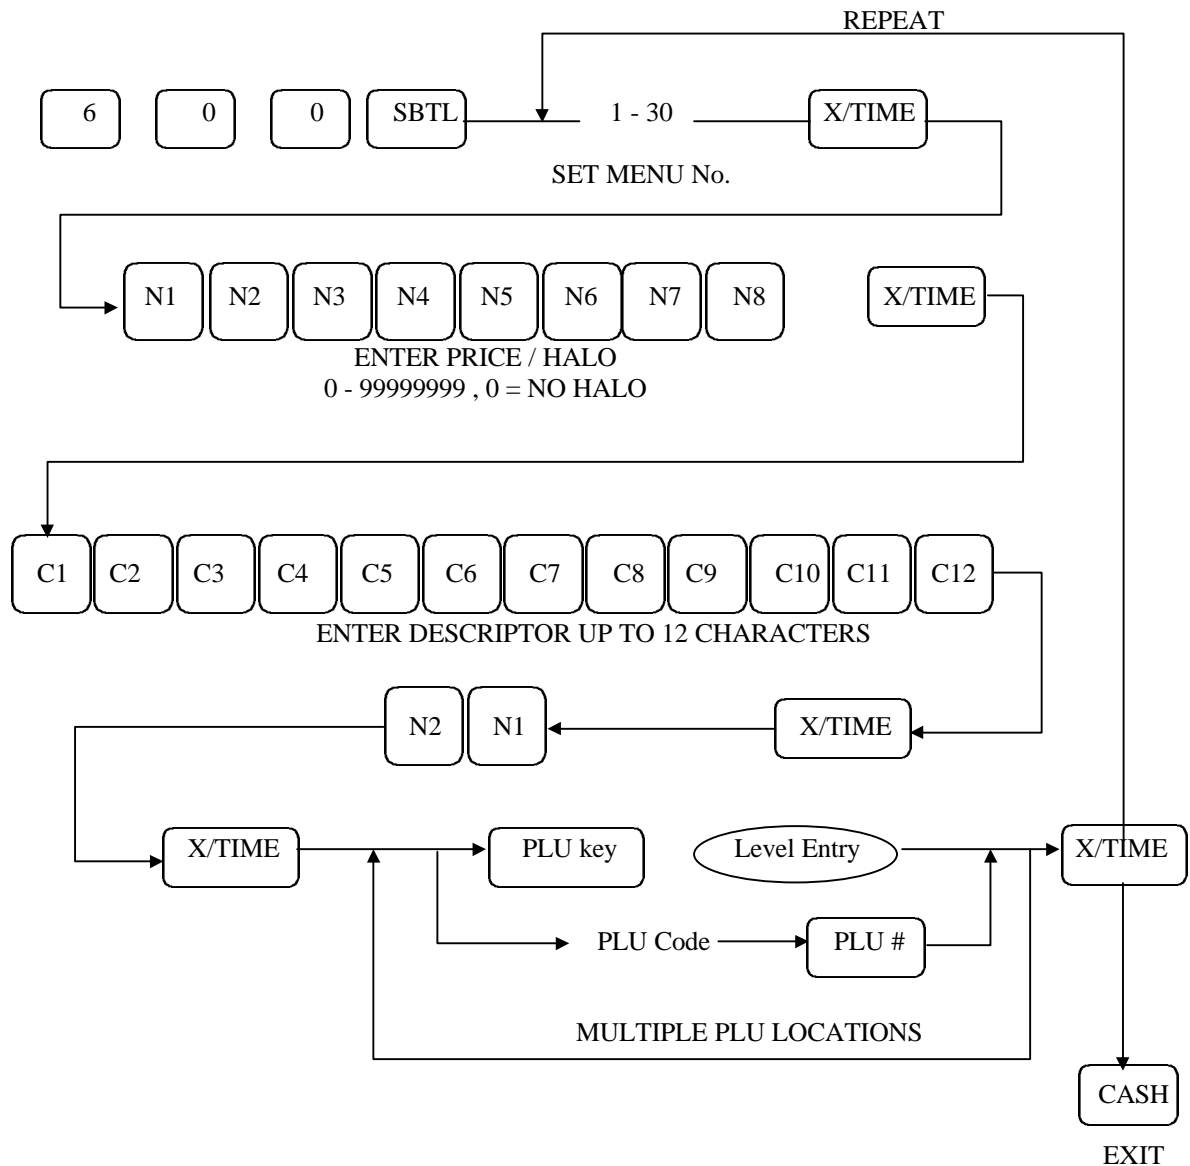 REPEAT
6 0 0 SBTL 1 - 30 X/TIME
SET MENU No.
N1 N2 N3 N4 N5 N6 N7 N8 X/TIME
ENTER PRICE / HALO
0 - 99999999 , 0 = NO HALO
C1 C2 C3 C4 C5 C6 C7 C8 C9 C10 C11 C12
ENTER DESCRIPTOR UP TO 12 CHARACTERS
N2 N1 X/TIME
X/TIME PLU key Level Entry X/TIME
PLU Code PLU #
MULTIPLE PLU LOCATIONS
CASH
EXIT